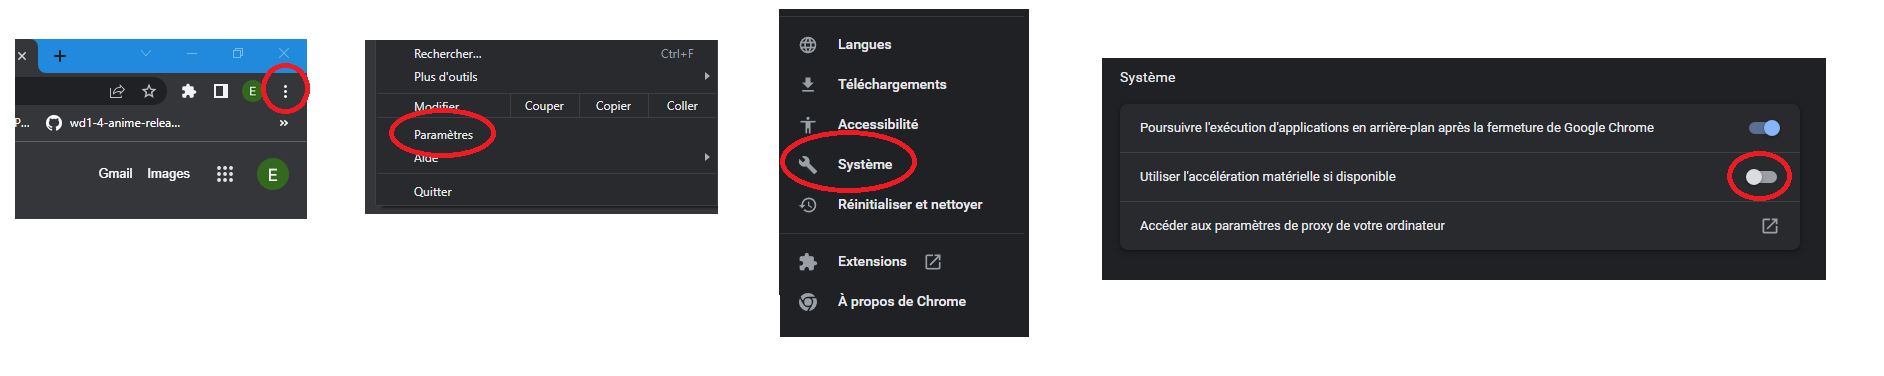 E
P...
wd1-4-anime-relea...
»
Gmail Images
E
Rechercher... Ctrl+F
Plus d'outils
Modifier Couper Copier Coller
Paramètres
Aide
Quitter
Langues
Téléchargements
Accessibilité
Système
Réinitialiser et nettoyer
Extensions
À propos de Chrome
Système
Poursuivre l'exécution d'applications en arrière-plan après la fermeture de Google Chrome
Utiliser l'accélération matérielle si disponible
Accéder aux paramètres de proxy de votre ordinateur